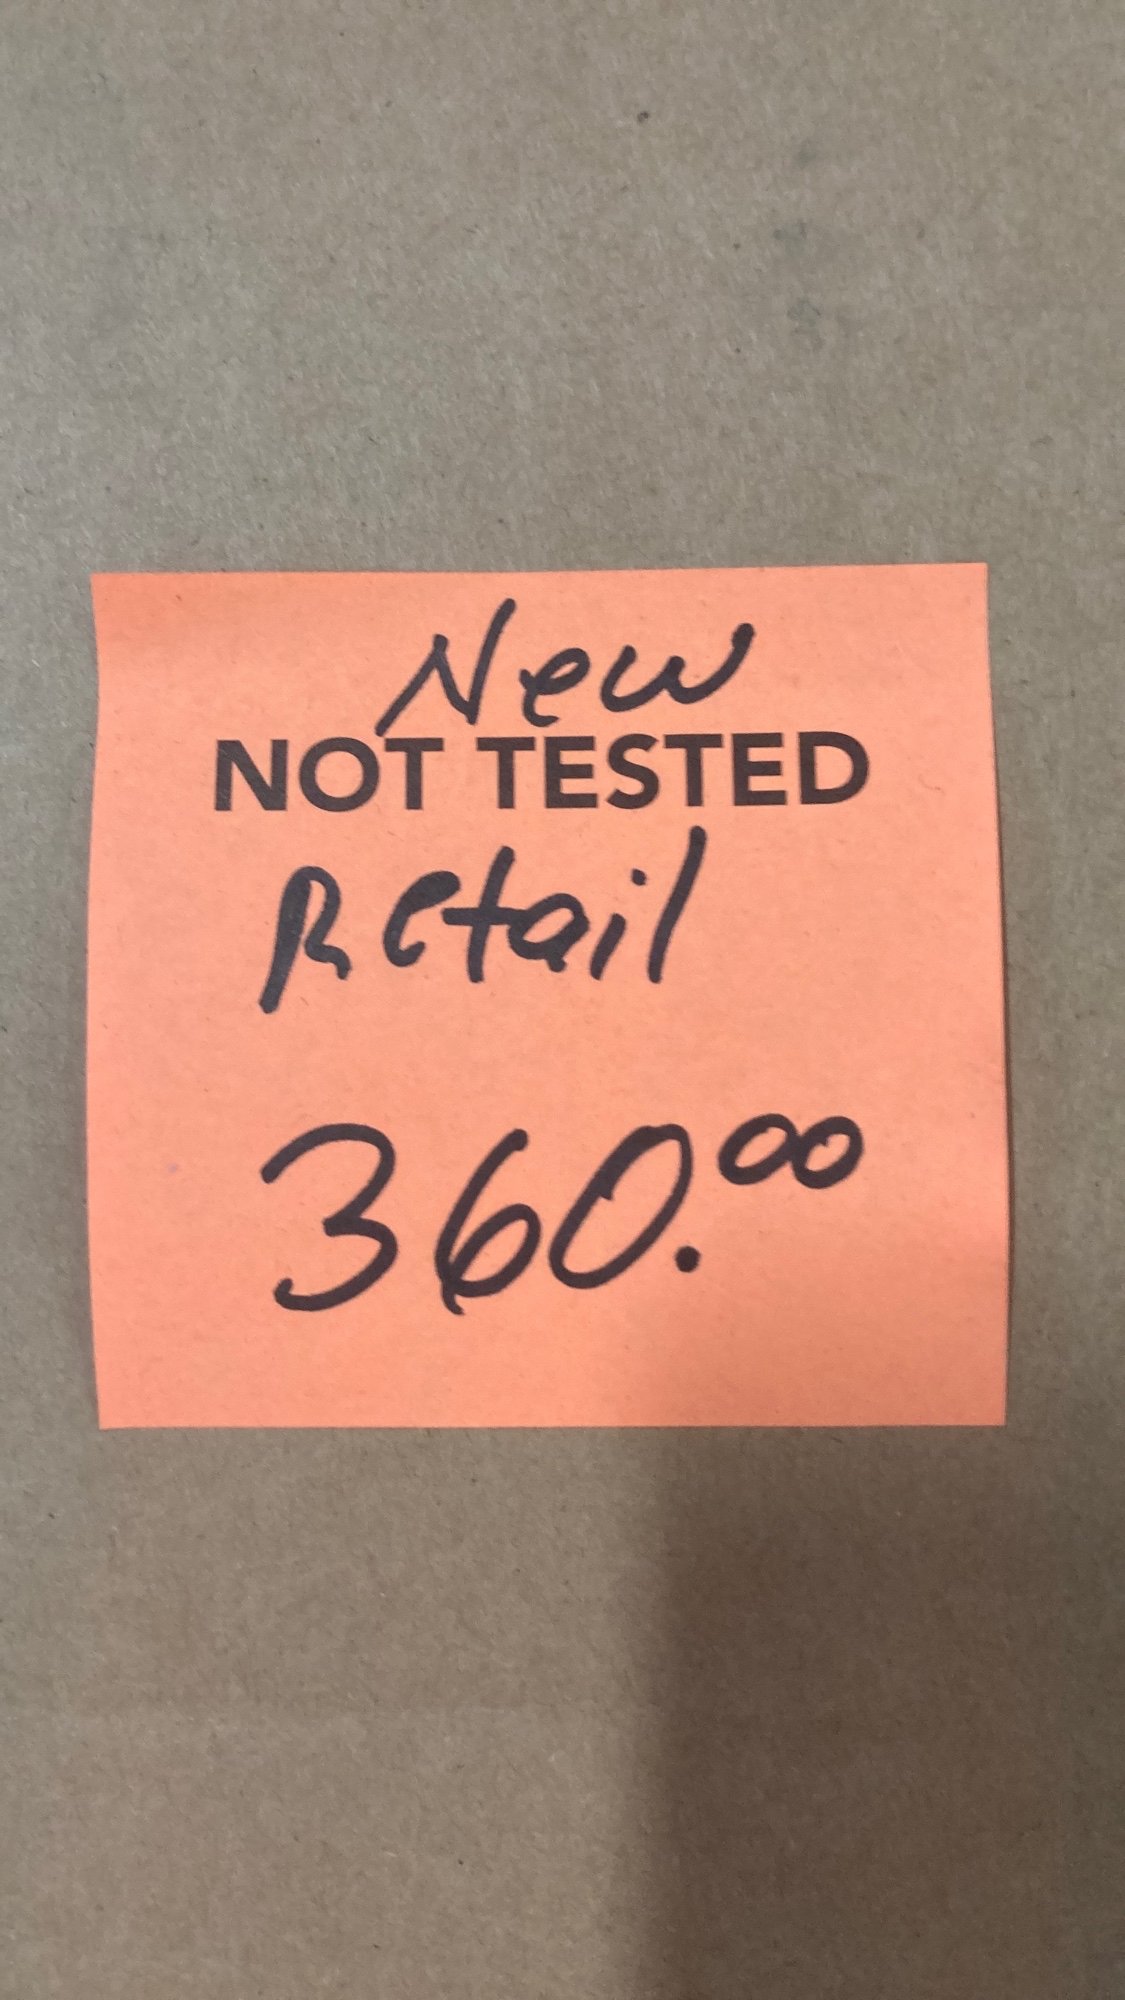 New
NOT TESTED
Retail
360.00